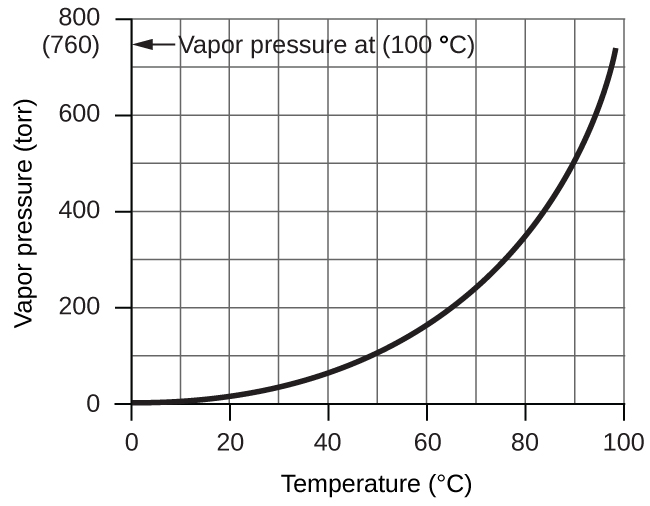 800
(760)
Vapor pressure at (100 °C)
600
400
200
0
Vapor pressure (torr)
0 20 40 60 80 100
Temperature (°C)